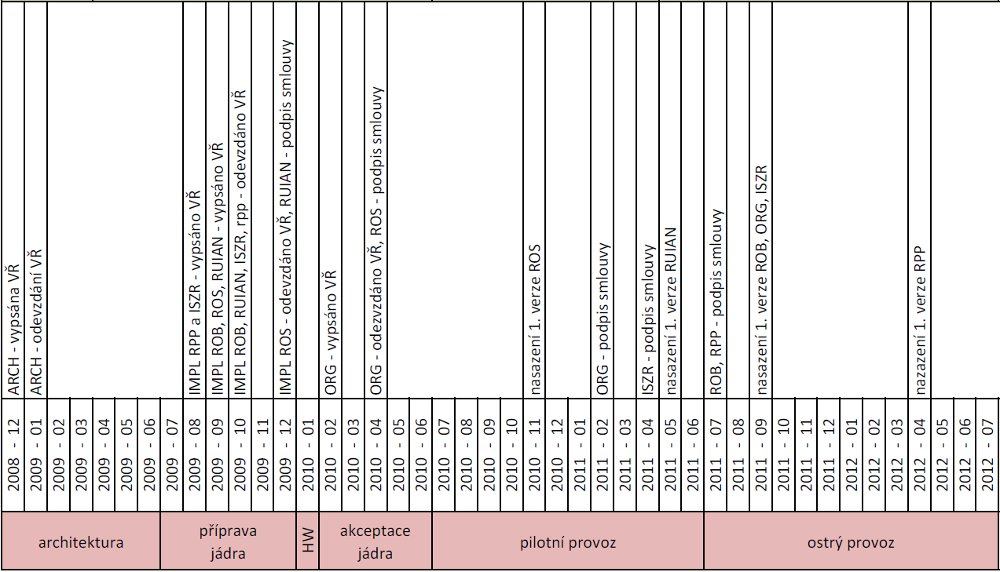 ARCH - vypsána VŘ
ARCH - odevzdání VŘ
IMPL RPP a ISZR - vypsáno VŘ
IMPL ROB, ROS, RUIAN - vypsáno VŘ
IMPL ROB, RUIAN, ISZR, rpp - odevzdáno VŘ
IMPL ROS - odevzdáno VŘ, RUIAN - podpis smlouvy
ORG - vypsáno VŘ
ORG - odezvzdáno VŘ, ROS - podpis smlouvy
nasazení 1. verze ROS
ORG - podpis smlouvy
ISZR - podpis smlouvy
nasazení 1. verze RUIAN
ROB, RPP - podpis smlouvy
nasazení 1. verze ROB, ORG, ISZR
nazazení 1. verze RPP
2008 - 12
2009 - 01
2009 - 02
2009 - 03
2009 - 04
2009 - 05
2009 - 06
2009 - 07
2009 - 08
2009 - 09
2009 - 10
2009 - 11
2009 - 12
2010 - 01
2010 - 02
2010 - 03
2010 - 04
2010 - 05
2010 - 06
2010 - 07
2010 - 08
2010 - 09
2010 - 10
2010 - 11
2010 - 12
2011 - 01
2011 - 02
2011 - 03
2011 - 04
2011 - 05
2011 - 06
2011 - 07
2011 - 08
2011 - 09
2011 - 10
2011 - 11
2011 - 12
2012 - 01
2012 - 02
2012 - 03
2012 - 04
2012 - 05
2012 - 06
2012 - 07
architektura
příprava
jádra
HW
akceptace
jádra
pilotní provoz
ostrý provoz